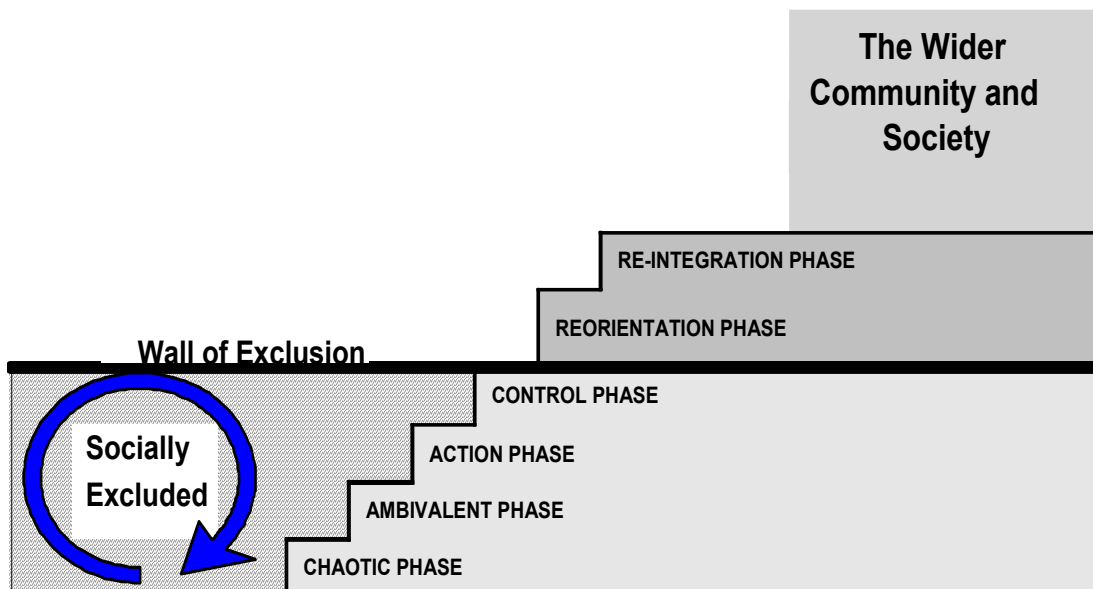 The Wider
Community and
Society
RE-INTEGRATION PHASE
REORIENTATION PHASE
Wall of Exclusion
CONTROL PHASE
Socially
Excluded
ACTION PHASE
AMBIVALENT PHASE
CHAOTIC PHASE